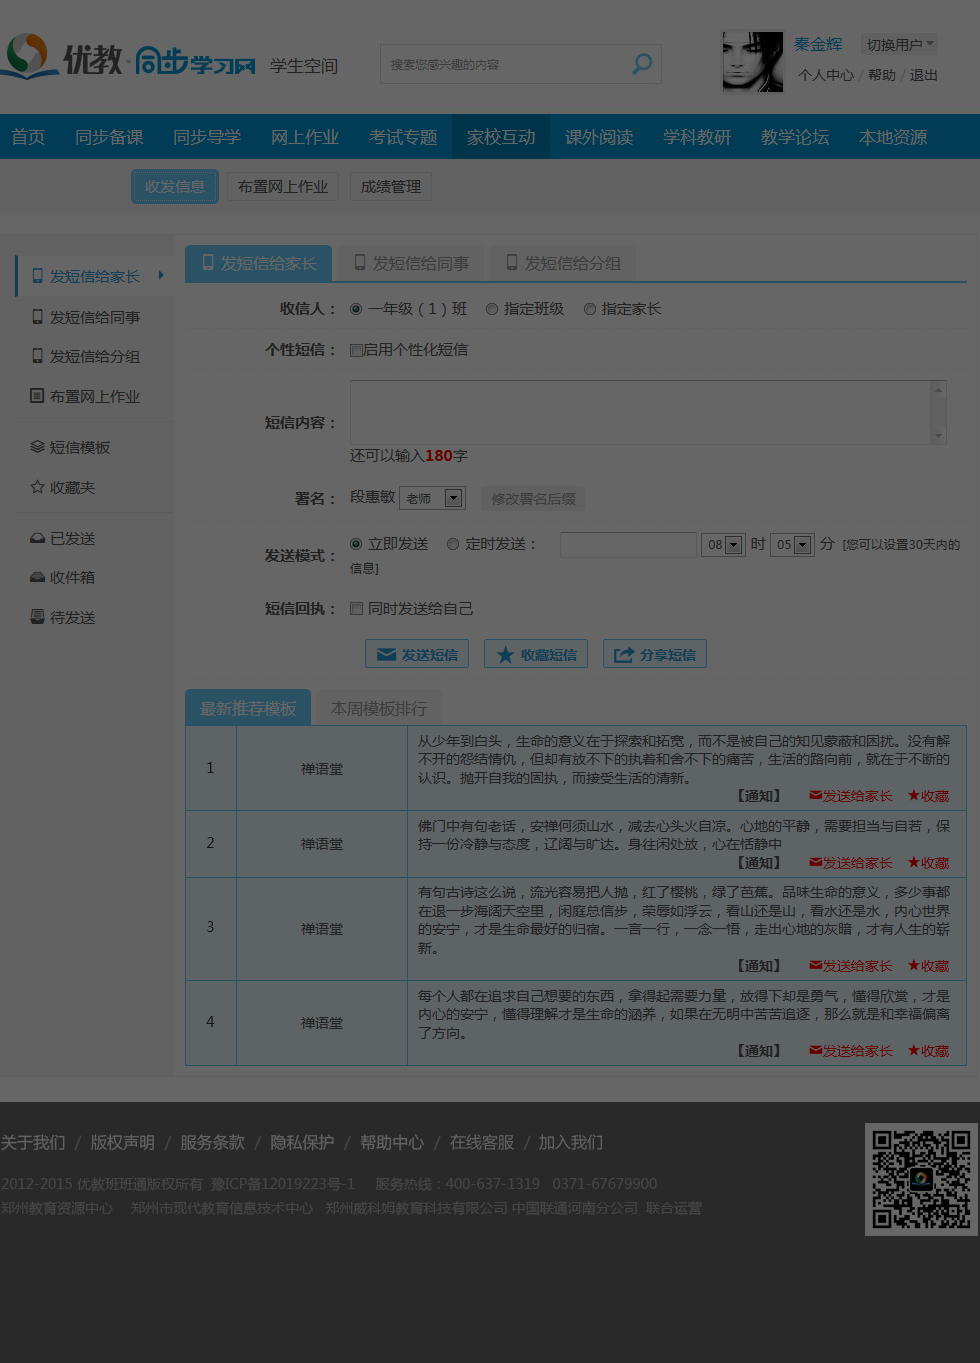 优教·同步学习网 学生空间
搜索您感兴趣的内容
秦金辉 切换用户
个人中心 / 帮助 / 退出
首页 同步备课 同步导学 网上作业 考试专题 家校互动 课外阅读 学科教研 教学论坛 本地资源
收发信息 布置网上作业 成绩管理
发短信给家长
发短信给同事
发短信给分组
布置网上作业
短信模板
收藏夹
已发送
收件箱
待发送
发短信给家长 发短信给同事 发短信给分组
收信人： 一年级（1）班 指定班级 指定家长
个性短信： 启用个性化短信
短信内容：
还可以输入180字
署名： 段惠敏 老师 修改署名后缀
发送模式： 立即发送 定时发送： 08 时 05 分 [您可以设置30天内的
信息]
短信回执： 同时发送给自己
发送短信 收藏短信 分享短信
最新推荐模板 本周模板排行
1 禅语堂
从少年到白头，生命的意义在于探索和拓宽，而不是被自己的知见蒙蔽和困扰。没有解
不开的怨结情仇，但却有放不下的执着和舍不下的痛苦，生活的路向前，就在于不断的
认识。抛开自我的固执，而接受生活的清新。
【通知】 发送给家长 ★收藏
2 禅语堂
佛门中有句老话，安禅何须山水，减去心头火自凉。心地的平静，需要担当与自若，保
持一份冷静与态度，辽阔与旷达。身往闲处放，心在恬静中
【通知】 发送给家长 ★收藏
3 禅语堂
有句古诗这么说，流光容易把人抛，红了樱桃，绿了芭蕉。品味生命的意义，多少事都
在退一步海阔天空里，闲庭总信步，荣辱如浮云，看山还是山，看水还是水，内心世界
的安宁，才是生命最好的归宿。一言一行，一念一悟，走出心地的灰暗，才有人生的崭
新。
【通知】 发送给家长 ★收藏
4 禅语堂
每个人都在追求自己想要的东西，拿得起需要力量，放得下却是勇气，懂得欣赏，才是
内心的安宁，懂得理解才是生命的涵养，如果在无明中苦苦追逐，那么就是和幸福偏离
了方向。
【通知】 发送给家长 ★收藏
关于我们 / 版权声明 / 服务条款 / 隐私保护 / 帮助中心 / 在线客服 / 加入我们
2012-2015 优教班班通版权所有 豫ICP备12019223号-1 服务热线：400-637-1319 0371-67679900
郑州教育资源中心 郑州市现代教育信息技术中心 郑州威科姆教育科技有限公司 中国联通河南分公司 联合运营